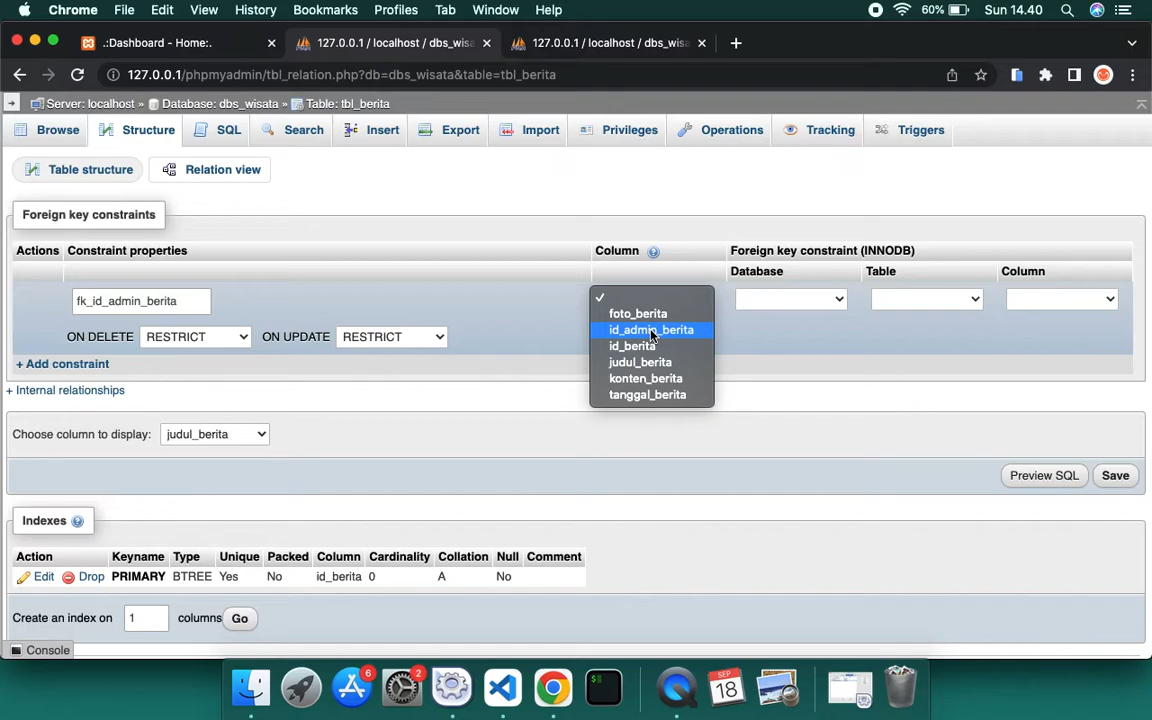 Chrome File Edit View History Bookmarks Profiles Tab Window Help 60% Sun 14.40
.:Dashboard - Home:. 127.0.0.1 / localhost / dbs_wisa 127.0.0.1 / localhost / dbs_wisa
127.0.0.1/phpmyadmin/tbl_relation.php?db=dbs_wisata&table=tbl_berita
Server: localhost » Database: dbs_wisata » Table: tbl_berita
Browse Structure SQL Search Insert Export Import Privileges Operations Tracking Triggers
Table structure Relation view
Foreign key constraints
Actions Constraint properties Column Foreign key constraint (INNODB)
Database Table Column
fk_id_admin_berita
ON DELETE RESTRICT ON UPDATE RESTRICT
foto_berita
id_admin_berita
id_berita
judul_berita
konten_berita
tanggal_berita
+ Add constraint
+ Internal relationships
Choose column to display: judul_berita
Preview SQL Save
Indexes
Action Keyname Type Unique Packed Column Cardinality Collation Null Comment
Edit Drop PRIMARY BTREE Yes No id_berita 0 A No
Create an index on 1 columns Go
Console
6 2 SEP 18